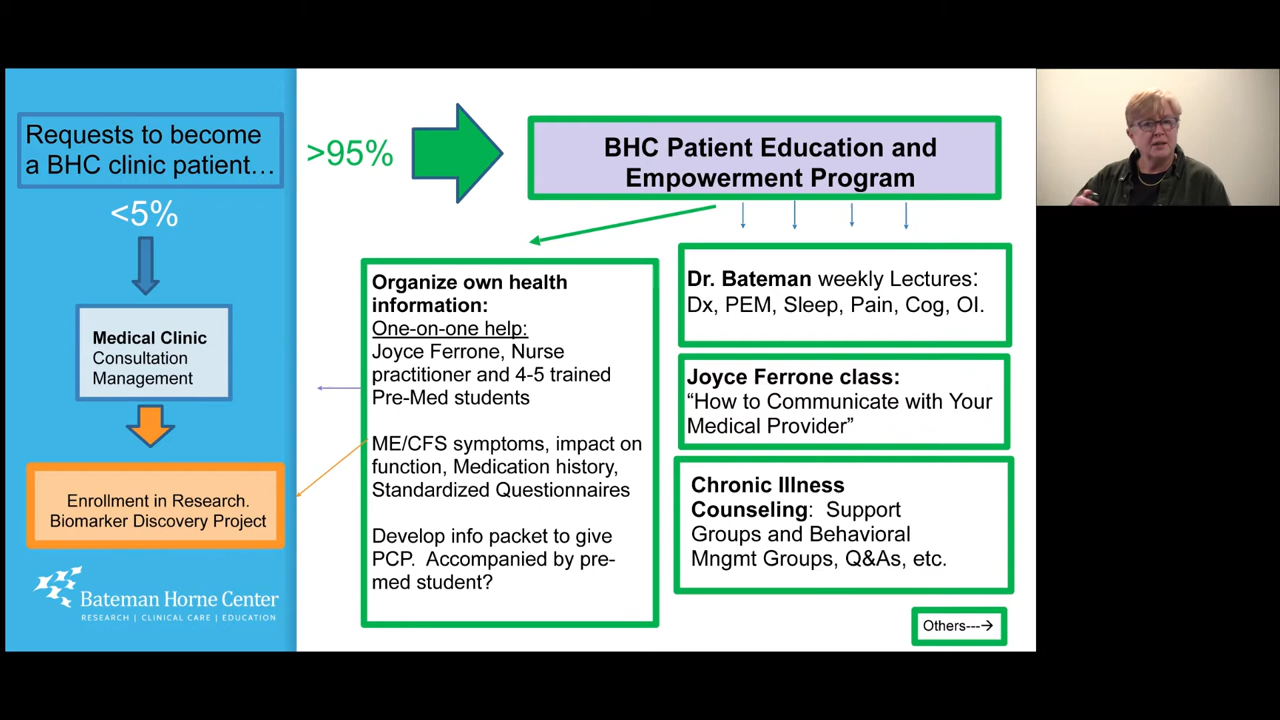 Requests to become
a BHC clinic patient…
<5%
Medical Clinic
Consultation
Management
Enrollment in Research.
Biomarker Discovery Project
Bateman Horne Center
RESEARCH | CLINICAL CARE | EDUCATION
>95%
BHC Patient Education and
Empowerment Program
Organize own health
information:
One-on-one help:
Joyce Ferrone, Nurse
practitioner and 4-5 trained
Pre-Med students
ME/CFS symptoms, impact on
function, Medication history,
Standardized Questionnaires
Develop info packet to give
PCP. Accompanied by pre-
med student?
Dr. Bateman weekly Lectures:
Dx, PEM, Sleep, Pain, Cog, OI.
Joyce Ferrone class:
“How to Communicate with Your
Medical Provider”
Chronic Illness
Counseling: Support
Groups and Behavioral
Mngmt Groups, Q&As, etc.
Others---→